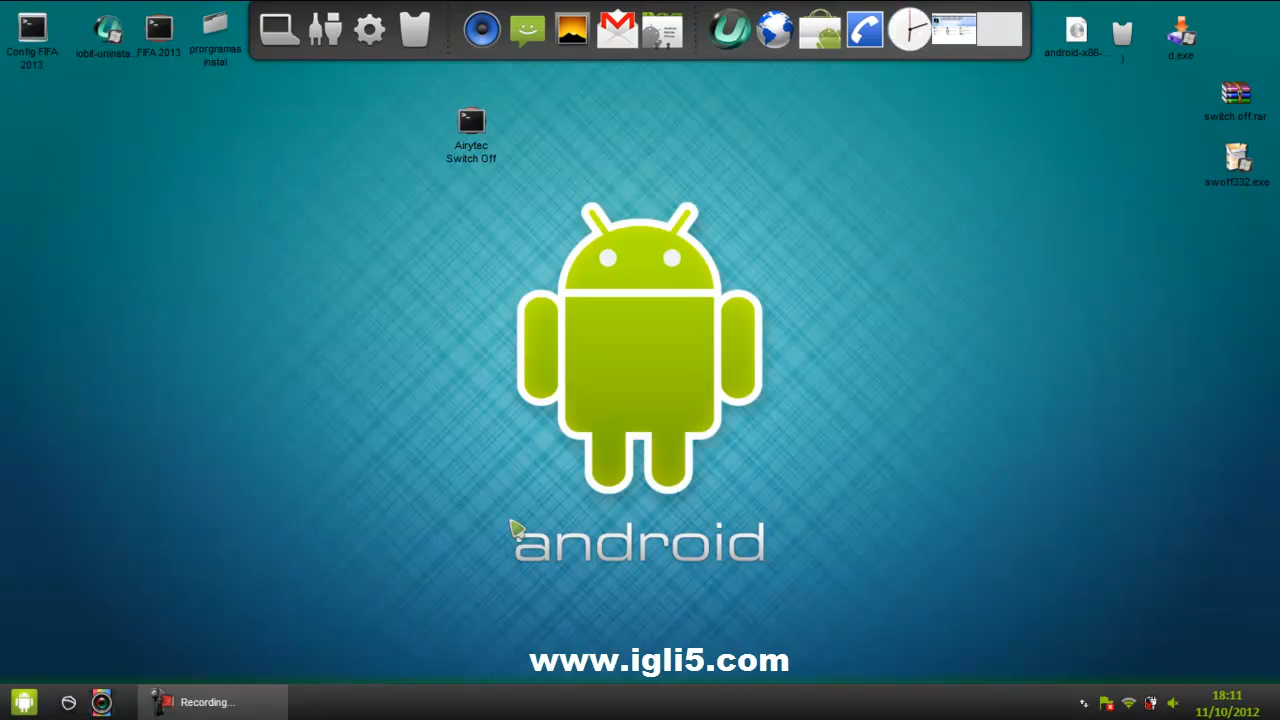 Config FIFA
2013
iobit-uninsta...
FIFA 2013
prorgramas
instal
android-x86-...
)
d.exe
switch off.rar
Airytec
Switch Off
swoff332.exe
android
www.igli5.com
Recording...
18:11
11/10/2012